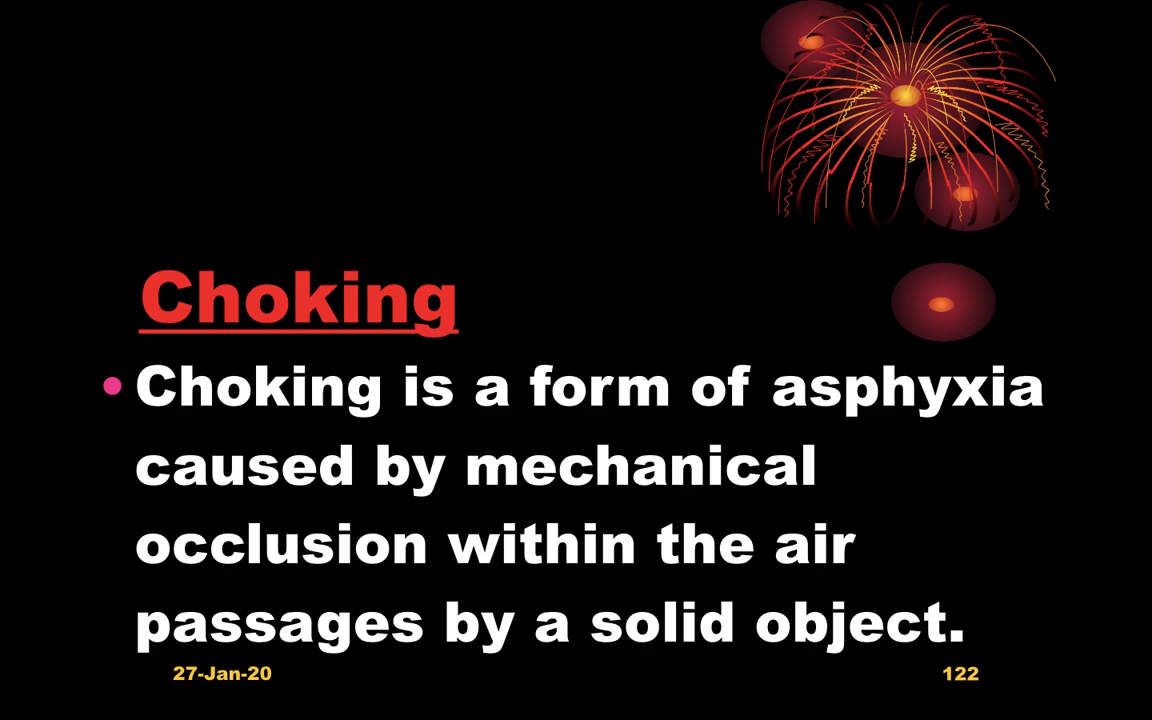 Choking
• Choking is a form of asphyxia
caused by mechanical
occlusion within the air
passages by a solid object.
27-Jan-20
122